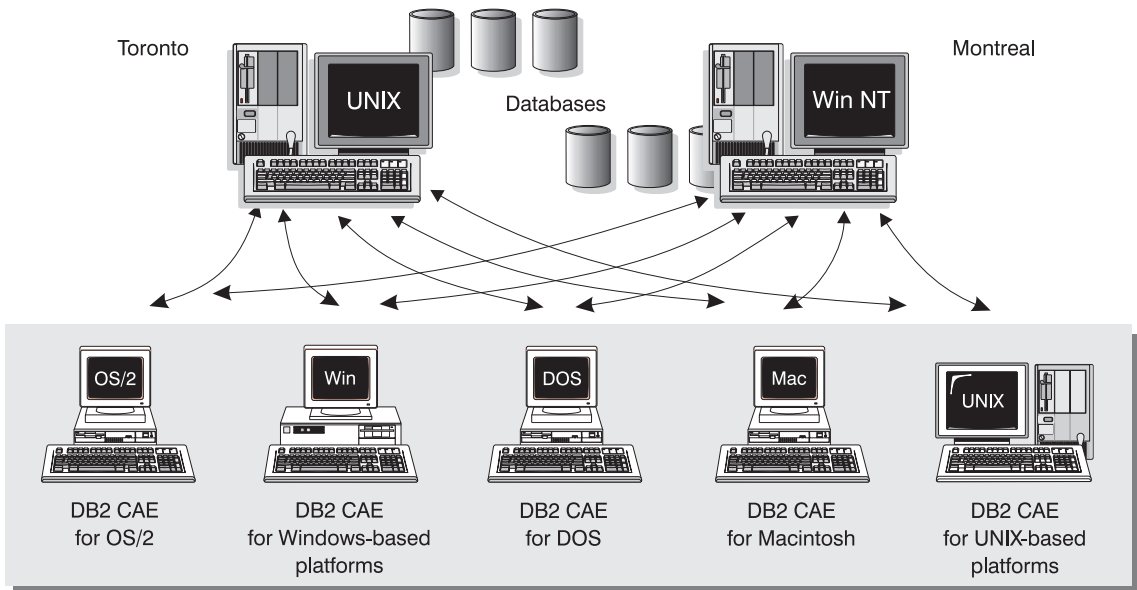 Toronto
UNIX
Databases
Win NT
Montreal
OS/2
Win
DOS
Mac
UNIX
DB2 CAE
for OS/2
DB2 CAE
for Windows-based
platforms
DB2 CAE
for DOS
DB2 CAE
for Macintosh
DB2 CAE
for UNIX-based
platforms